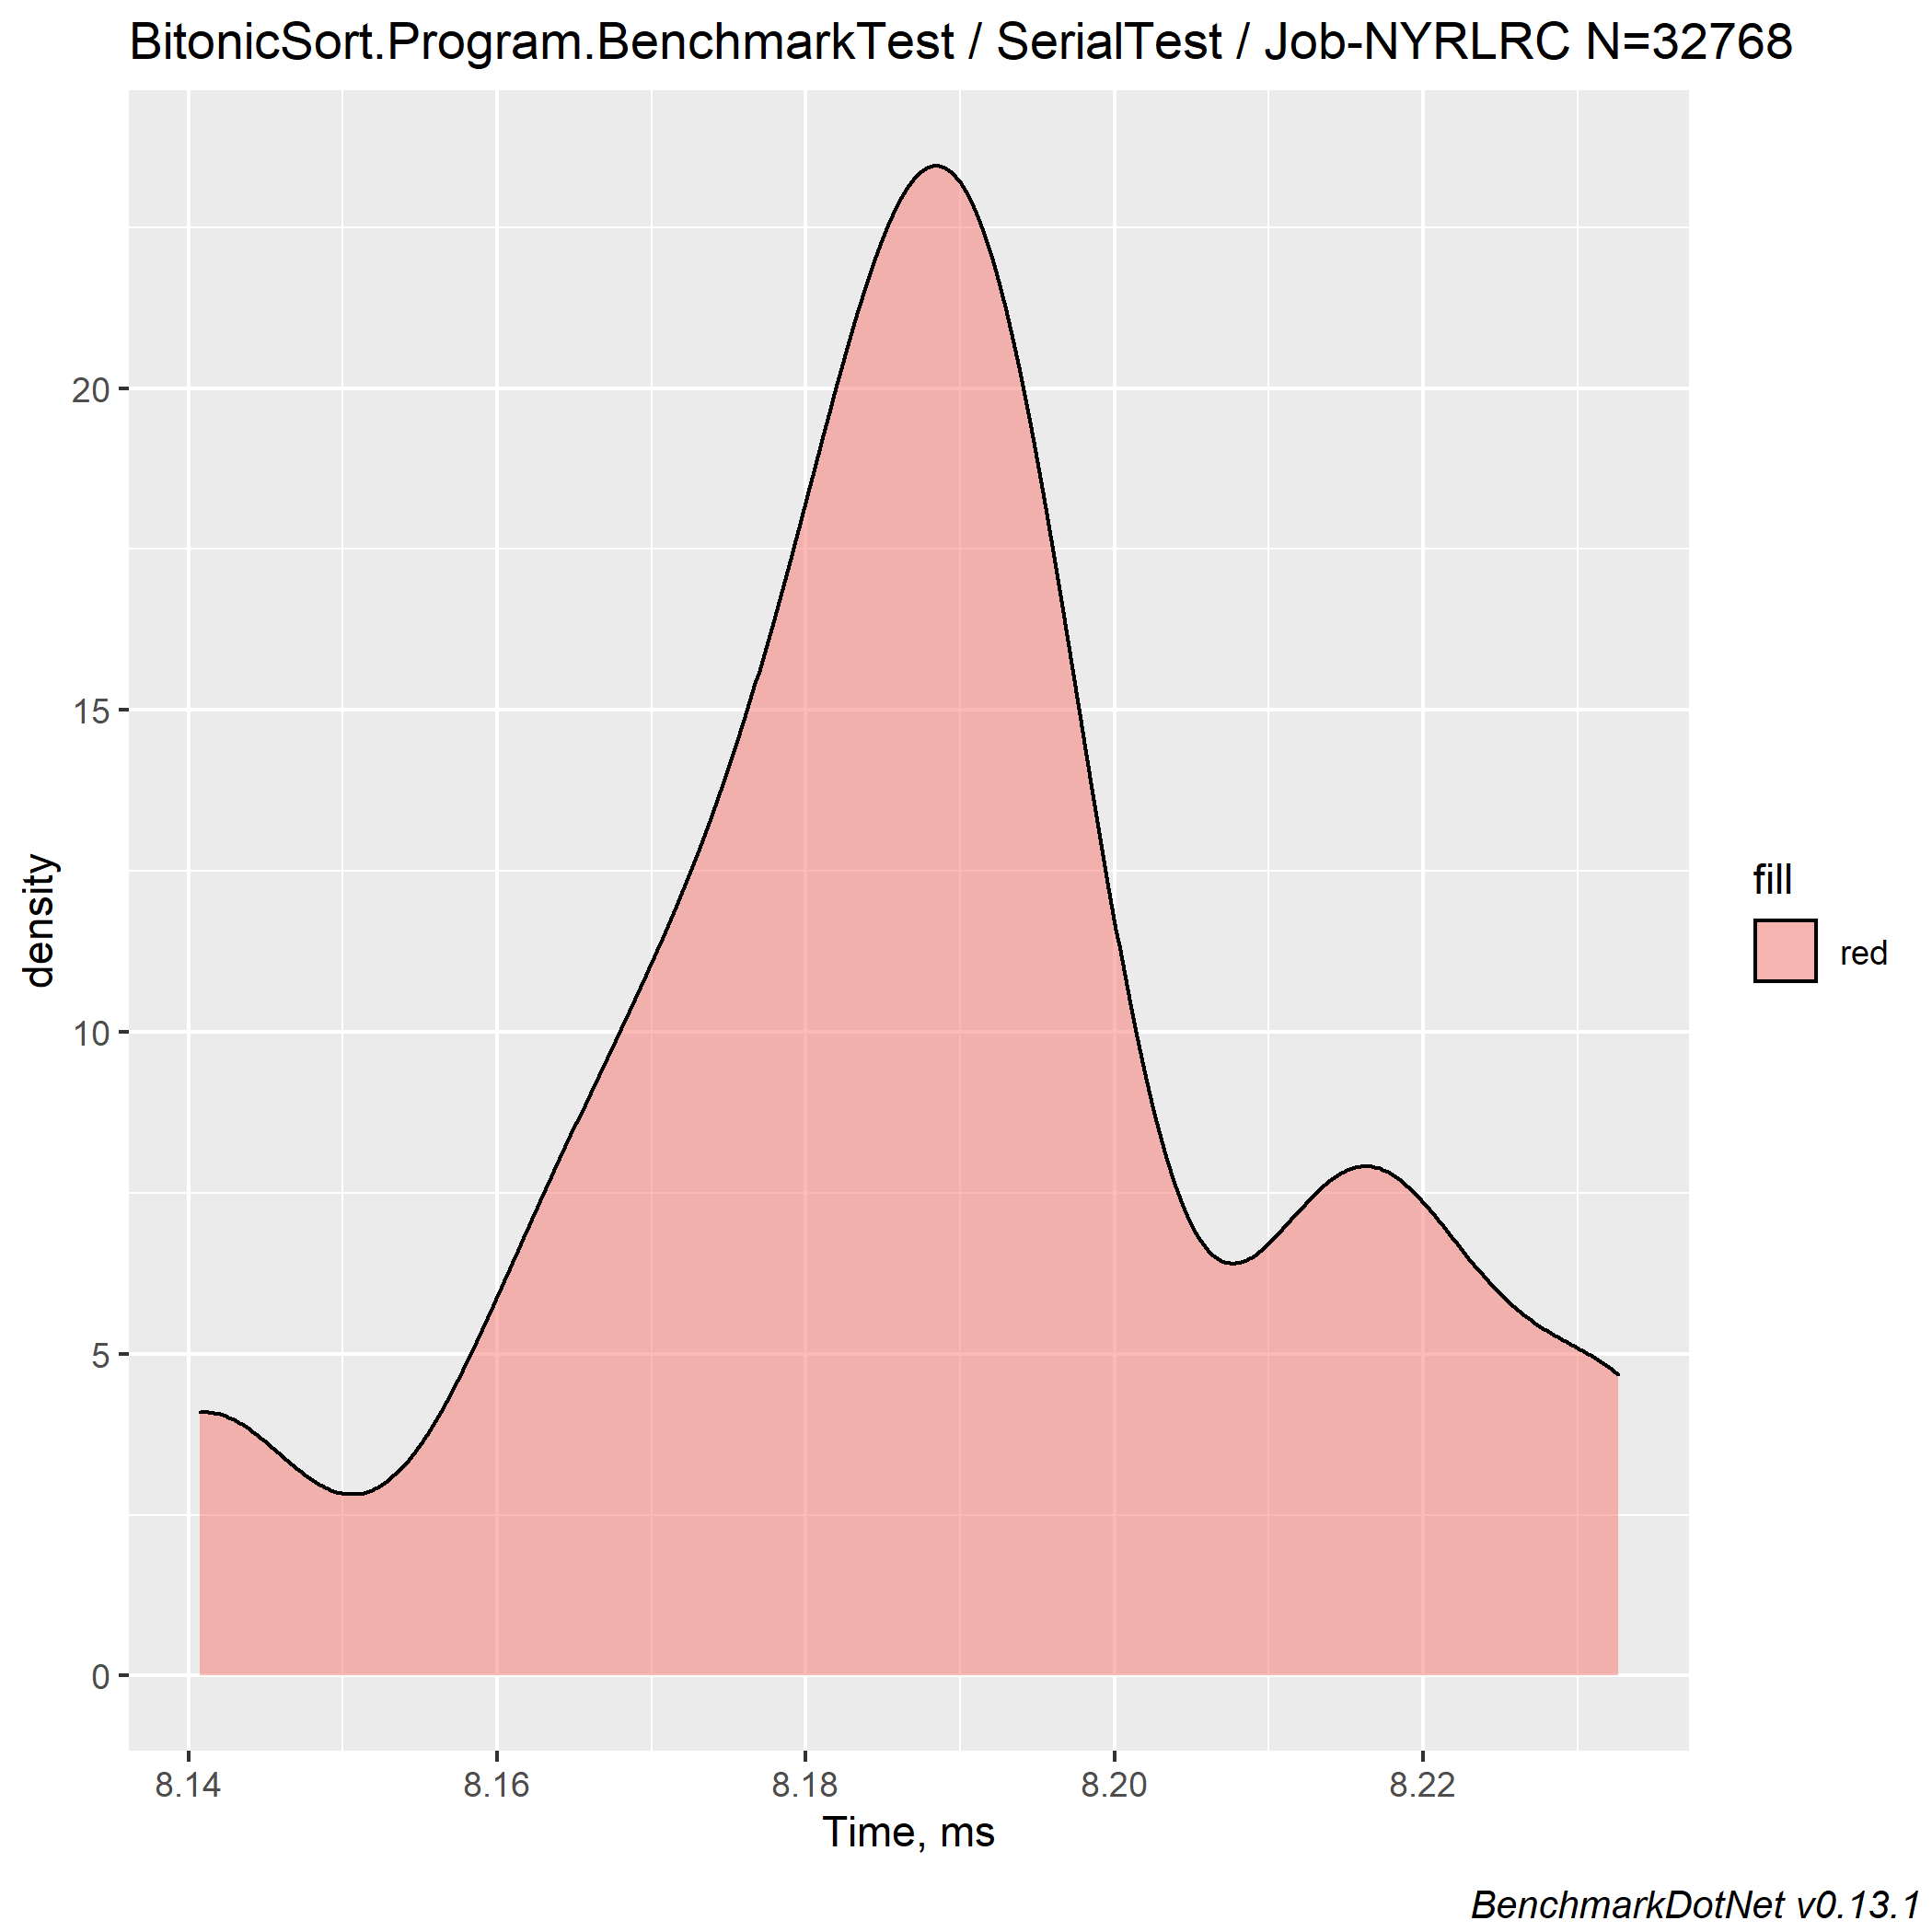 BitonicSort.Program.BenchmarkTest / SerialTest / Job-NYRLRC N=32768
density
20
15
10
5
0
8.14 8.16 8.18 8.20 8.22
Time, ms
fill
red
BenchmarkDotNet v0.13.1